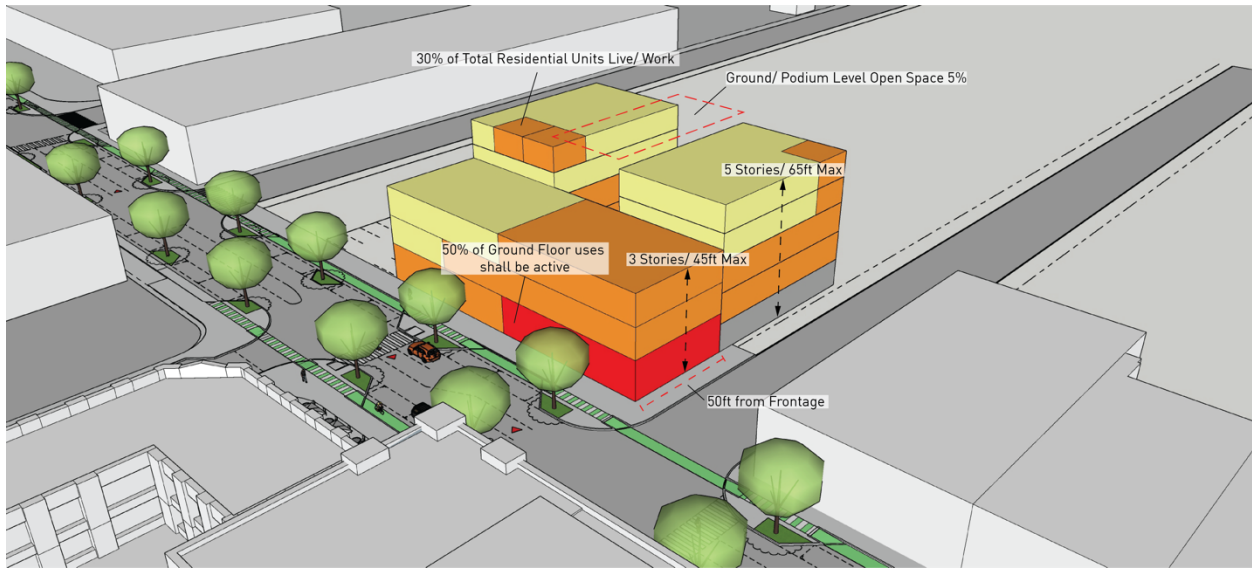 30% of Total Residential Units Live/ Work
Ground/ Podium Level Open Space 5%
5 Stories/ 65ft Max
50% of Ground Floor uses
shall be active
3 Stories/ 45ft Max
50ft from Frontage